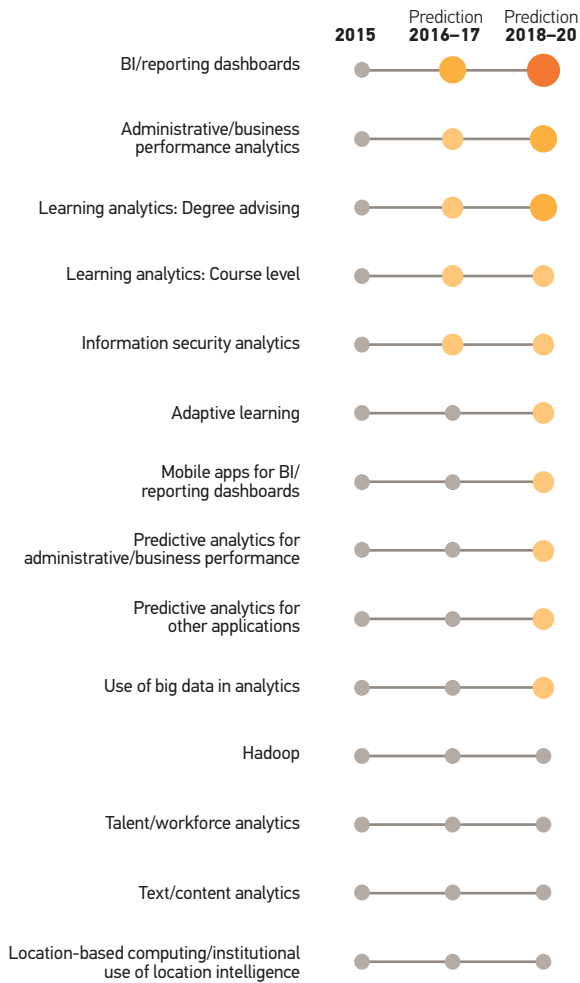 Prediction Prediction
2015 2016–17 2018–20
BI/reporting dashboards
Administrative/business
performance analytics
Learning analytics: Degree advising
Learning analytics: Course level
Information security analytics
Adaptive learning
Mobile apps for BI/
reporting dashboards
Predictive analytics for
administrative/business performance
Predictive analytics for
other applications
Use of big data in analytics
Hadoop
Talent/workforce analytics
Text/content analytics
Location-based computing/institutional
use of location intelligence